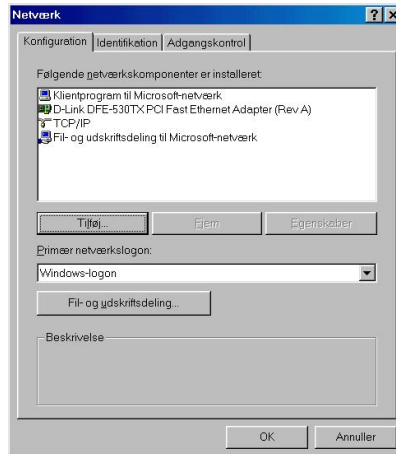 Netværk
Konfiguration Identifikation Adgangskontrol
Følgende netværkskomponenter er installeret:
Klientprogram til Microsoft-netværk
D-Link DFE-530TX PCI Fast Ethernet Adapter (Rev A)
TCP/IP
Fil- og udskriftsdeling til Microsoft-netværk
Tilføj... Fjern Egenskaber
Primær netværkslogon:
Windows-logon
Fil- og udskriftsdeling...
Beskrivelse
OK Annuller